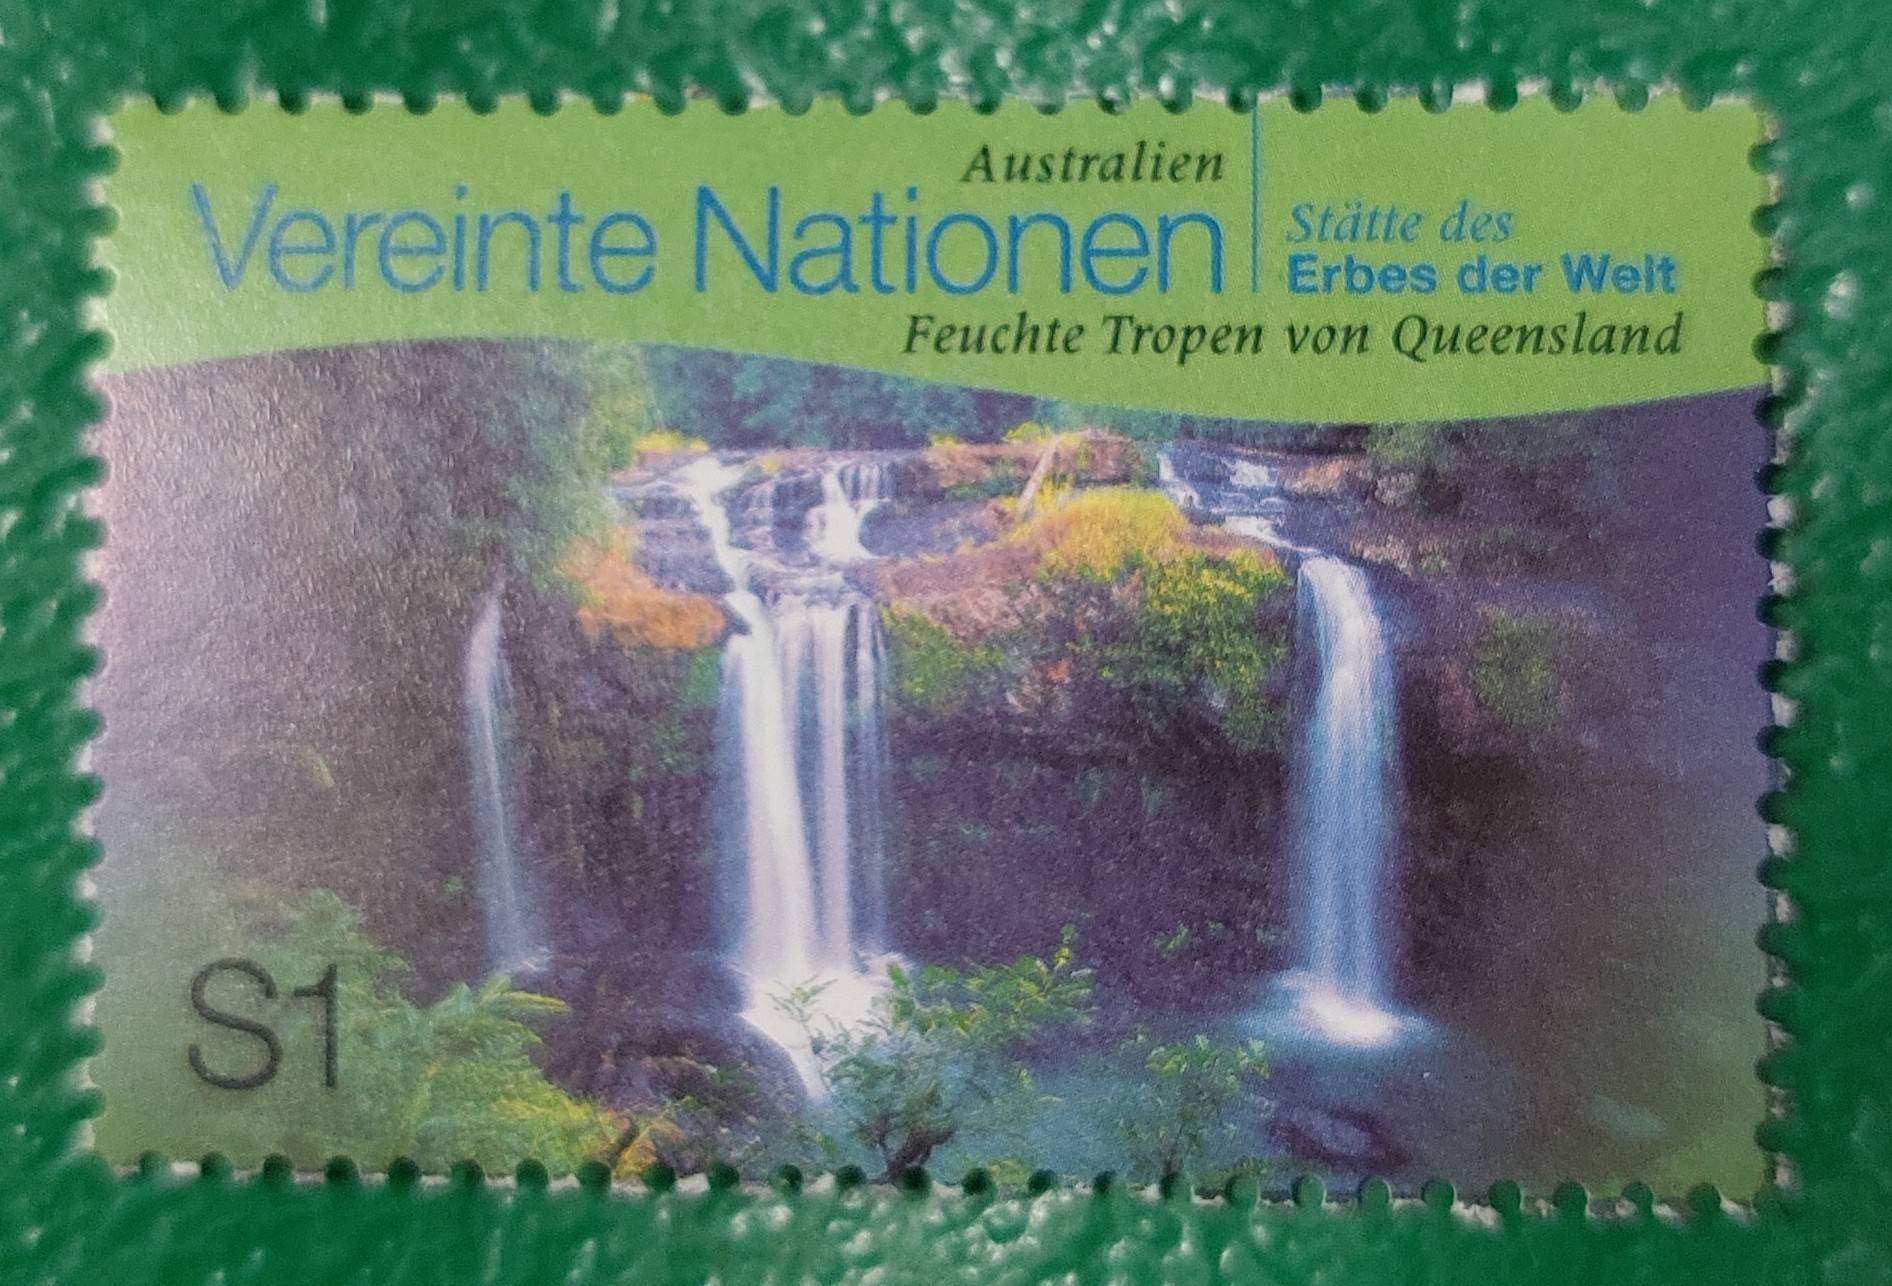 Australien
Vereinte Nationen
Stätte des
Erbes der Welt
Feuchte Tropen von Queensland
S1